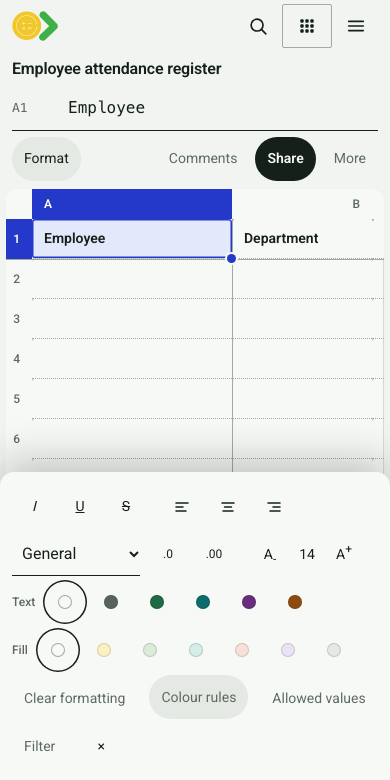 Employee attendance register
A1 Employee
Format Comments Share More
A B
1 Employee Department
2
3
4
5
6
I U S
General .0 .00 A- 14 A+
Text
Fill
Clear formatting Colour rules Allowed values
Filter ×